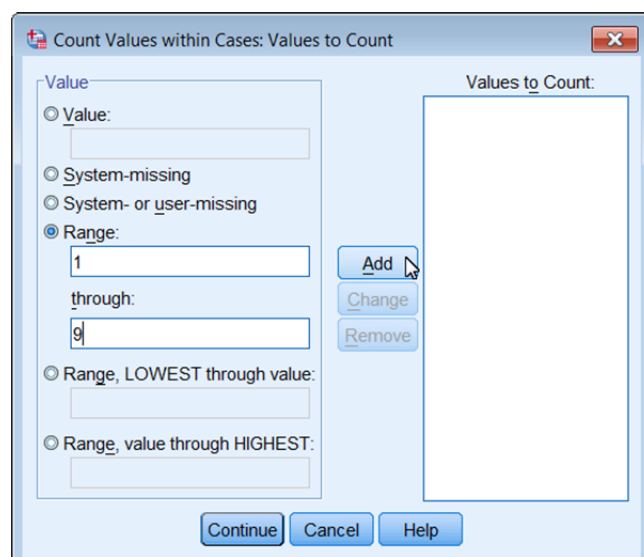 Count Values within Cases: Values to Count
Value
Value:
System-missing
System- or user-missing
Range:
1
through:
9
Range, LOWEST through value:
Range, value through HIGHEST:
Add
Change
Remove
Values to Count:
Continue Cancel Help